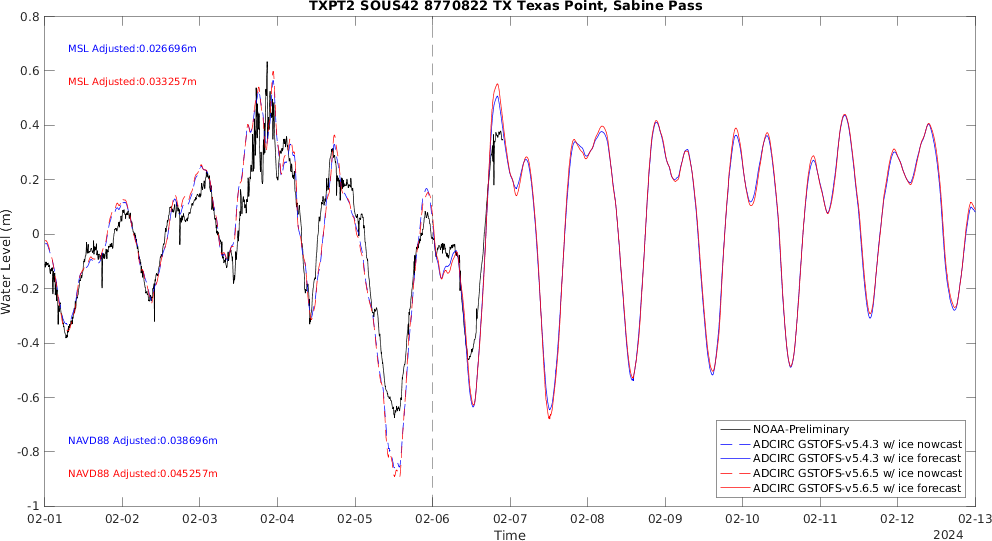 TXPT2 SOUS42 8770822 TX Texas Point, Sabine Pass
0.8
0.6
0.4
0.2
0
-0.2
-0.4
-0.6
-0.8
-1
Water Level (m)
MSL Adjusted:0.026696m
MSL Adjusted:0.033257m
NAVD88 Adjusted:0.038696m
NAVD88 Adjusted:0.045257m
NOAA-Preliminary
ADCIRC GSTOFS-v5.4.3 w/ ice nowcast
ADCIRC GSTOFS-v5.4.3 w/ ice forecast
ADCIRC GSTOFS-v5.6.5 w/ ice nowcast
ADCIRC GSTOFS-v5.6.5 w/ ice forecast
02-01 02-02 02-03 02-04 02-05 02-06 02-07 02-08 02-09 02-10 02-11 02-12 02-13
Time
2024